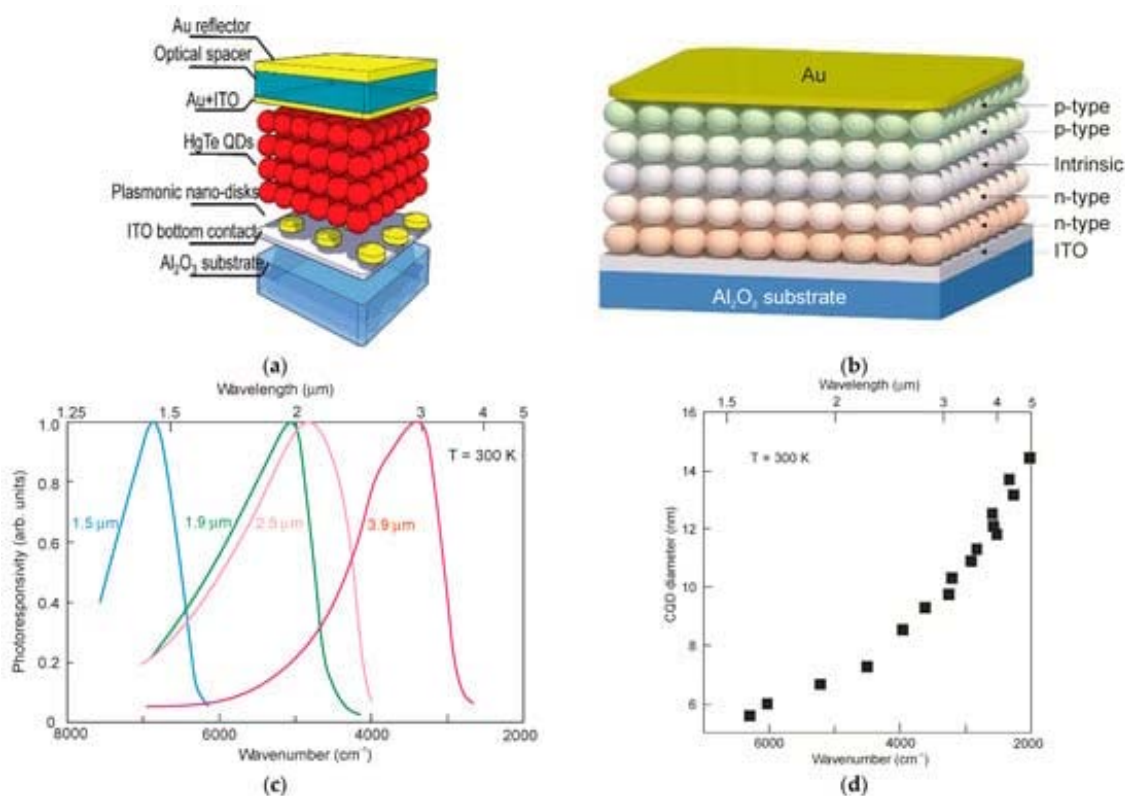 Au reflector
Optical spacer
Au+ITO
HgTe QDs
Plasmonic nano-disks
ITO bottom contact
Al₂O₃ substrate
(a)
Au
p-type
p-type
Intrinsic
n-type
n-type
ITO
Al₂O₃ substrate
(b)
Wavelength (μm)
1.25 1.5 2 3 4 5
1.0
0.8
0.6
0.4
0.2
0
Photoresponsivity (arb. units)
T = 300 K
1.5 μm
1.9 μm
2.5 μm
3.9 μm
8000 6000 4000 2000
Wavenumber (cm⁻¹)
(c)
Wavelength (μm)
1.5 2 3 4 5
16
14
12
10
8
6
CQD diameter (nm)
T = 300 K
6000 4000 2000
Wavenumber (cm⁻¹)
(d)